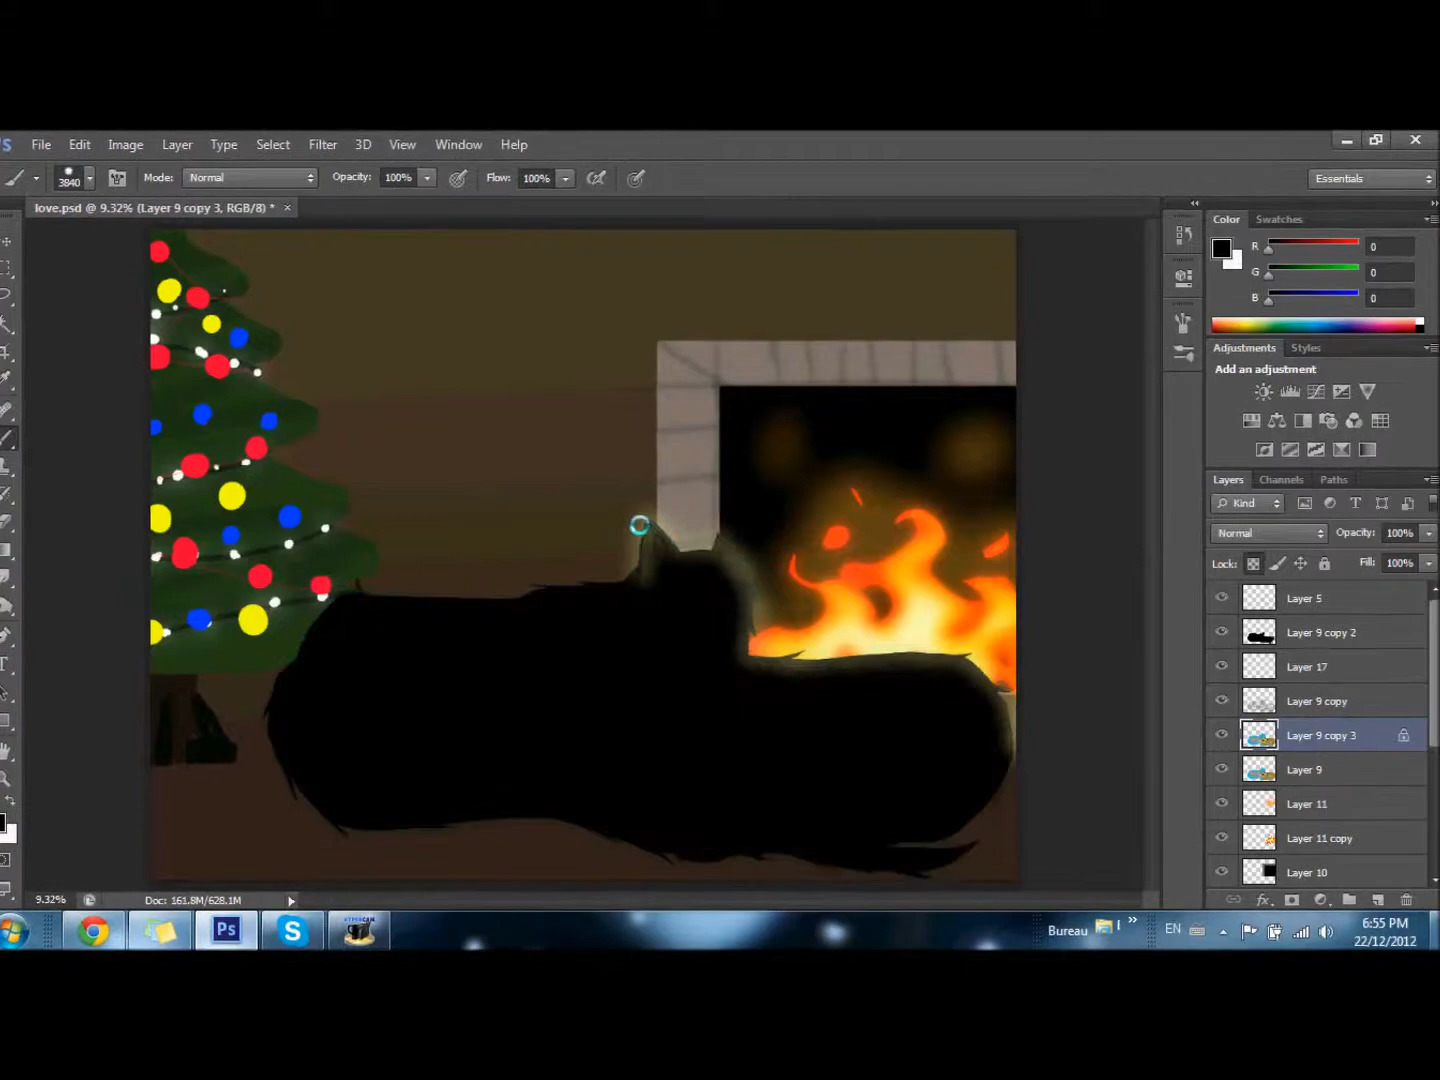 File Edit Image Layer Type Select Filter 3D View Window Help
3840 Mode: Normal Opacity: 100% Flow: 100% Essentials
love.psd @ 9.32% (Layer 9 copy 3, RGB/8) * ×
Color Swatches
R 0
G 0
B 0
Adjustments Styles
Add an adjustment
Layers Channels Paths
Kind
Normal Opacity: 100%
Lock: Fill: 100%
Layer 5
Layer 9 copy 2
Layer 17
Layer 9 copy
Layer 9 copy 3
Layer 9
Layer 11
Layer 11 copy
Layer 10
9.32% Doc: 161.8M/628.1M
Ps S HYPERCAM Bureau EN 6:55 PM
22/12/2012